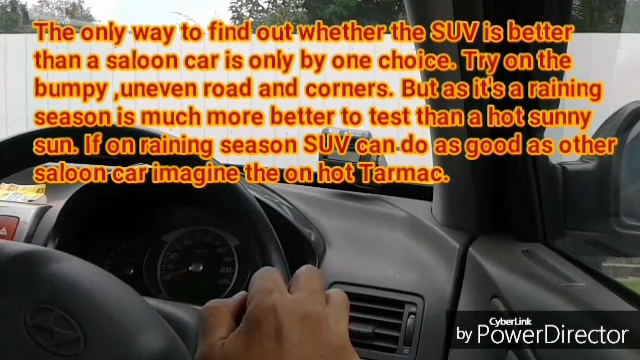 The only way to find out whether the SUV is better
than a saloon car is only by one choice. Try on the
bumpy ,uneven road and corners. But as it's a raining
season is much more better to test than a hot sunny
sun. If on raining season SUV can do as good as other
saloon car imagine the on hot Tarmac.
CyberLink
by PowerDirector